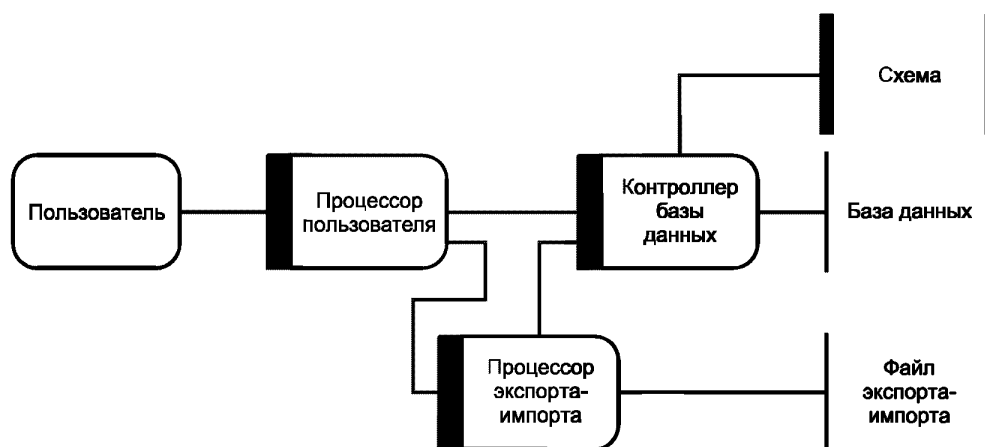 Схема
Пользователь
Процессор
пользователя
Контроллер
базы
данных
База данных
Процессор
экспорта-
импорта
Файл
экспорта-
импорта